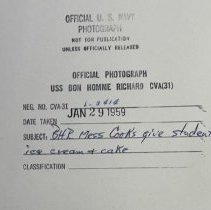 OFFICIAL U. S. NAVY
PHOTOGRAPH
NOT FOR PUBLICATION
UNLESS OFFICIALLY RELEASED
OFFICIAL PHOTOGRAPH
USS BON HOMME RICHARD CVA(31)
NEG. NO. CVA-31
DATE TAKEN JAN 29 1959
SUBJECT: BHR Mess Cooks give studen
ice cream & cake
CLASSIFICATION